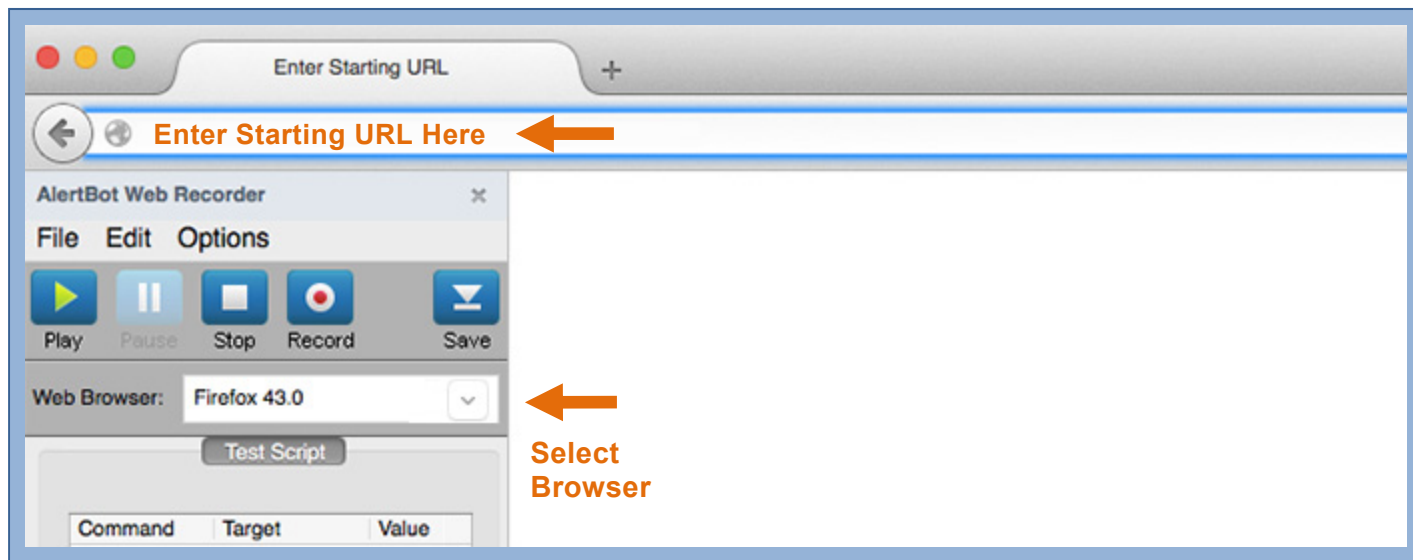 Enter Starting URL
Enter Starting URL Here
AlertBot Web Recorder
File Edit Options
Play Pause Stop Record Save
Web Browser: Firefox 43.0
Test Script
Select
Browser
Command Target Value